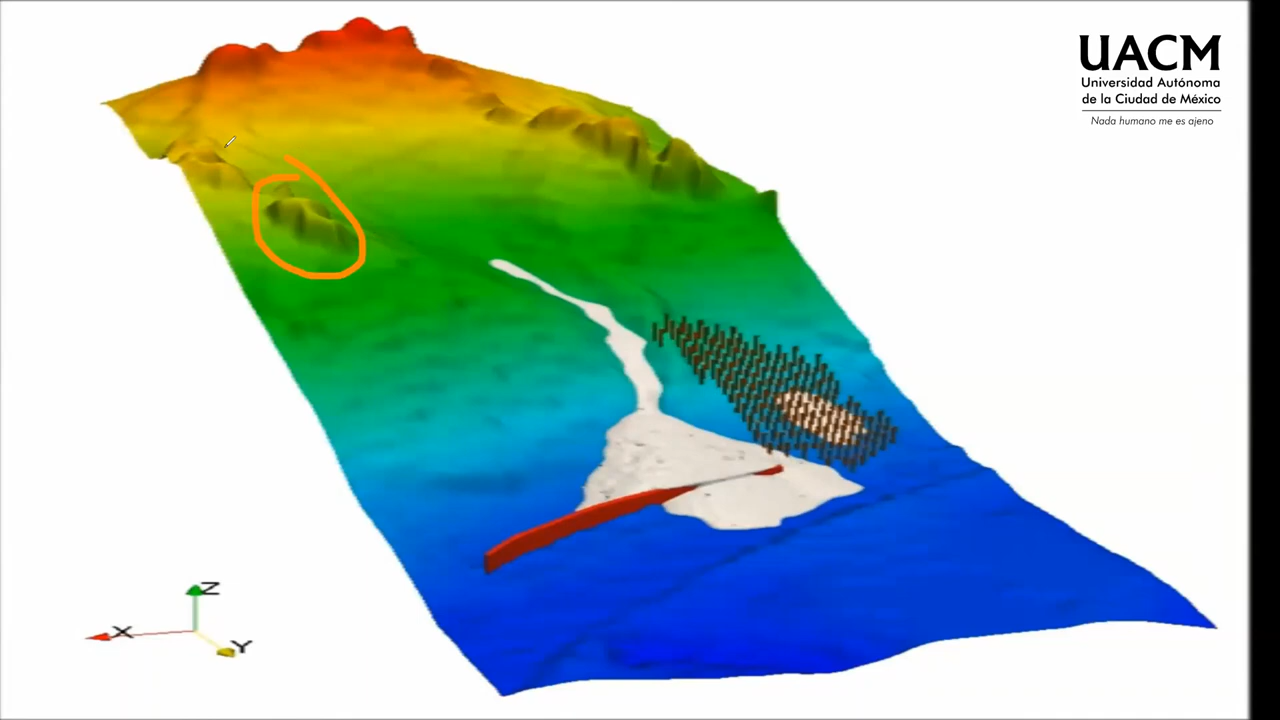 UACM
Universidad Autónoma
de la Ciudad de México
Nada humano me es ajeno
Z
X
Y